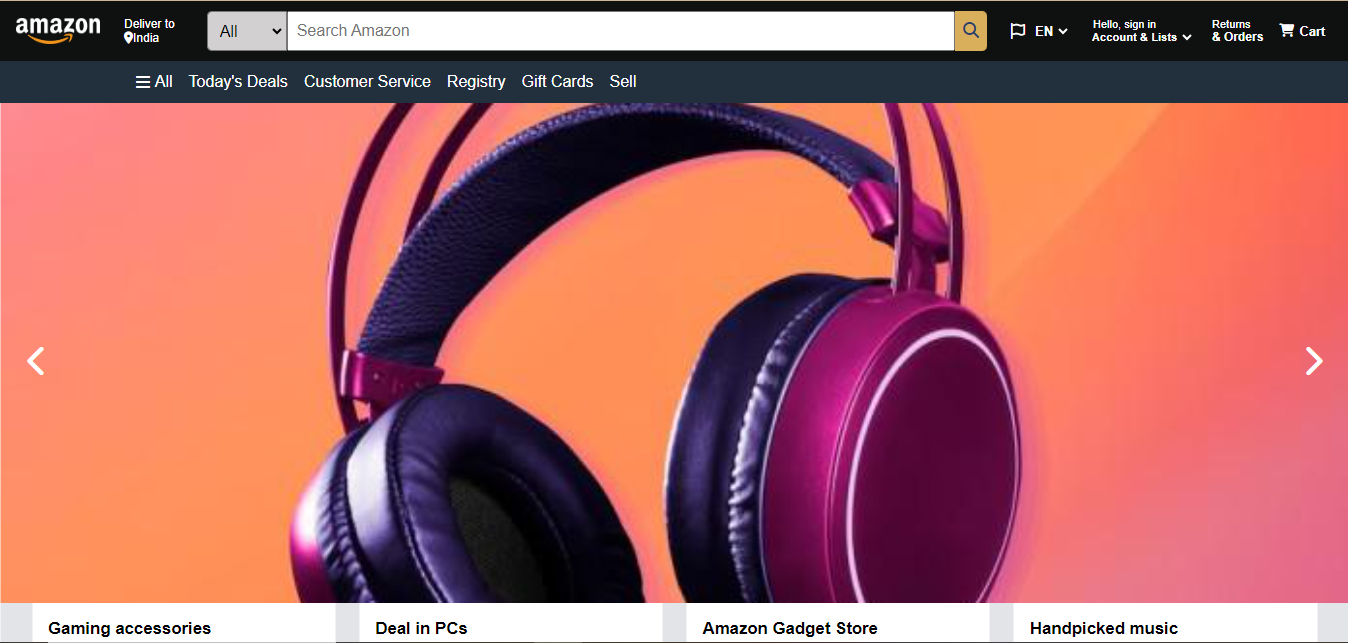 amazon
Deliver to
India
All
Search Amazon
EN
Hello, sign in
Account & Lists
Returns
& Orders
Cart
All
Today's Deals
Customer Service
Registry
Gift Cards
Sell
Gaming accessories
Deal in PCs
Amazon Gadget Store
Handpicked music